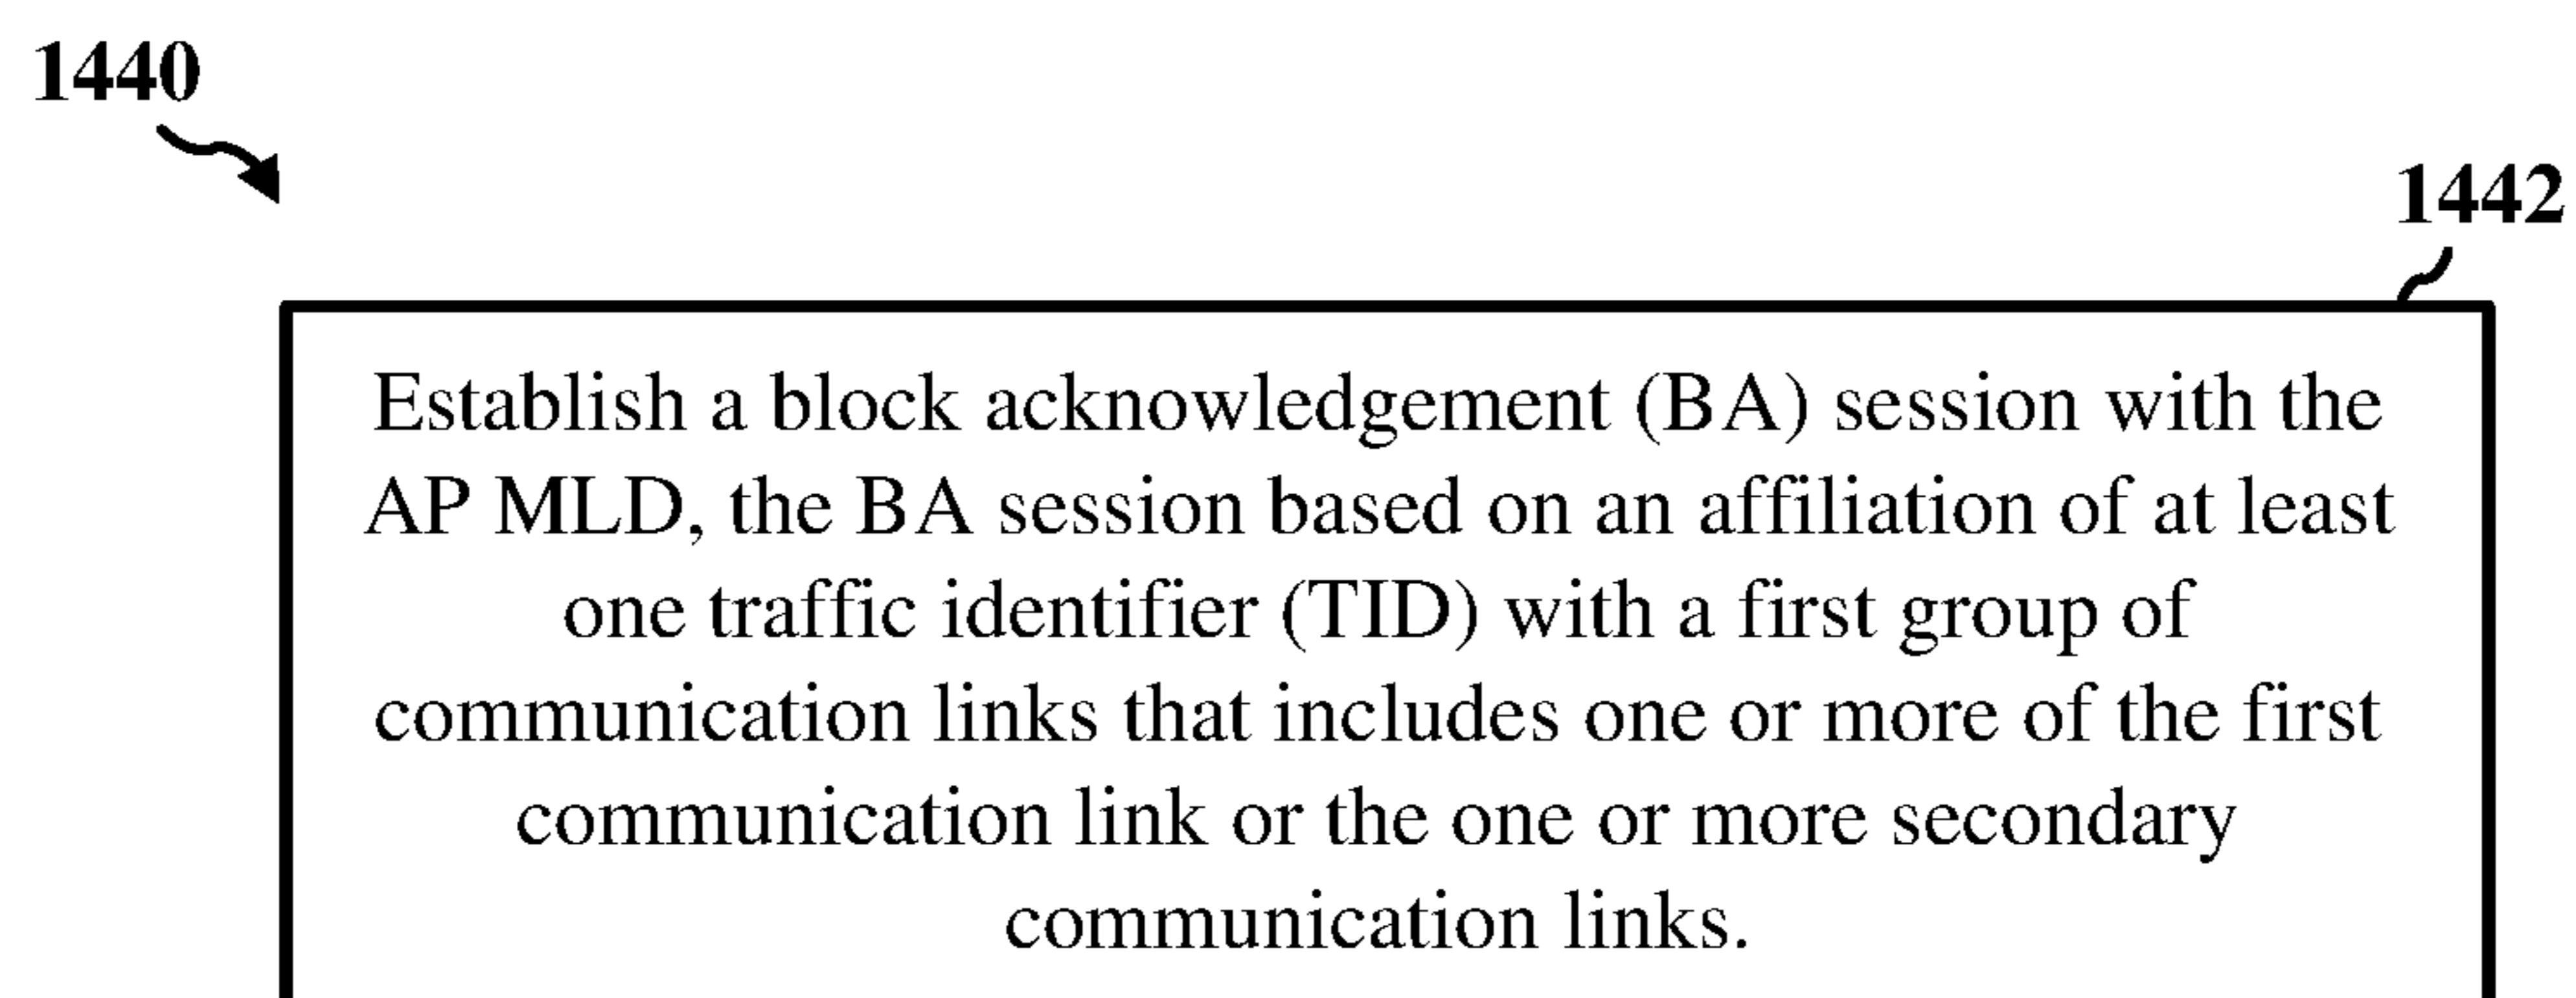 1440
1442
Establish a block acknowledgement (BA) session with the
AP MLD, the BA session based on an affiliation of at least
one traffic identifier (TID) with a first group of
communication links that includes one or more of the first
communication link or the one or more secondary
communication links.